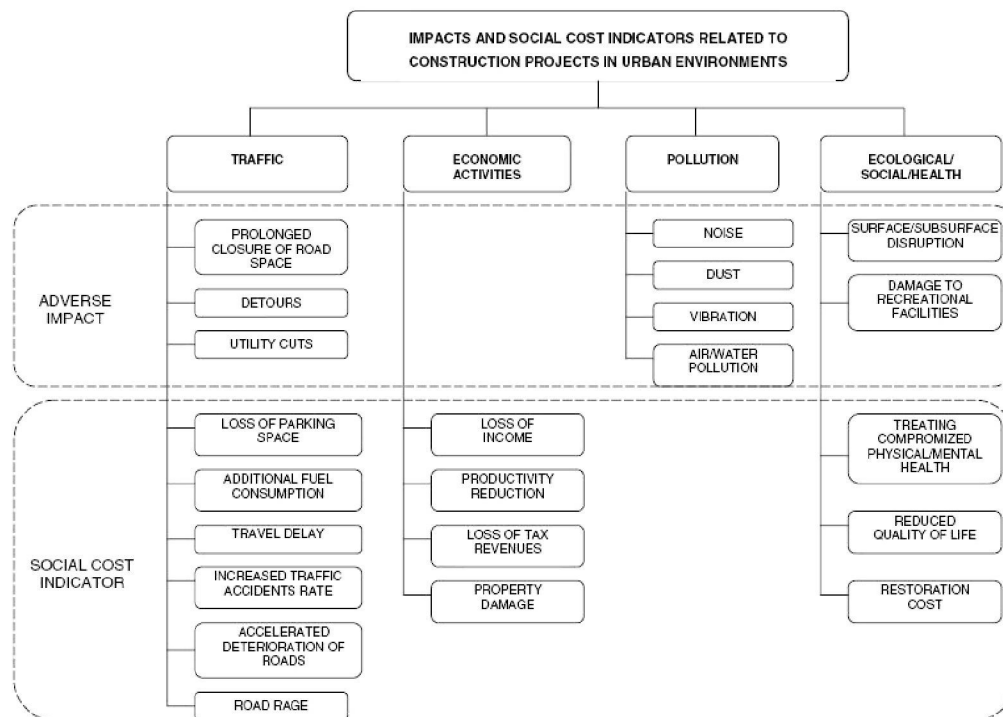 IMPACTS AND SOCIAL COST INDICATORS RELATED TO
CONSTRUCTION PROJECTS IN URBAN ENVIRONMENTS
TRAFFIC
ECONOMIC
ACTIVITIES
POLLUTION
ECOLOGICAL/
SOCIAL/HEALTH
ADVERSE
IMPACT
PROLONGED
CLOSURE OF ROAD
SPACE
DETOURS
UTILITY CUTS
NOISE
DUST
VIBRATION
AIR/WATER
POLLUTION
SURFACE/SUBSURFACE
DISRUPTION
DAMAGE TO
RECREATIONAL
FACILITIES
SOCIAL COST
INDICATOR
LOSS OF PARKING
SPACE
ADDITIONAL FUEL
CONSUMPTION
TRAVEL DELAY
INCREASED TRAFFIC
ACCIDENTS RATE
ACCELERATED
DETERIORATION OF
ROADS
ROAD RAGE
LOSS OF
INCOME
PRODUCTIVITY
REDUCTION
LOSS OF TAX
REVENUES
PROPERTY
DAMAGE
TREATING
COMPROMIZED
PHYSICAL/MENTAL
HEALTH
REDUCED
QUALITY OF LIFE
RESTORATION
COST